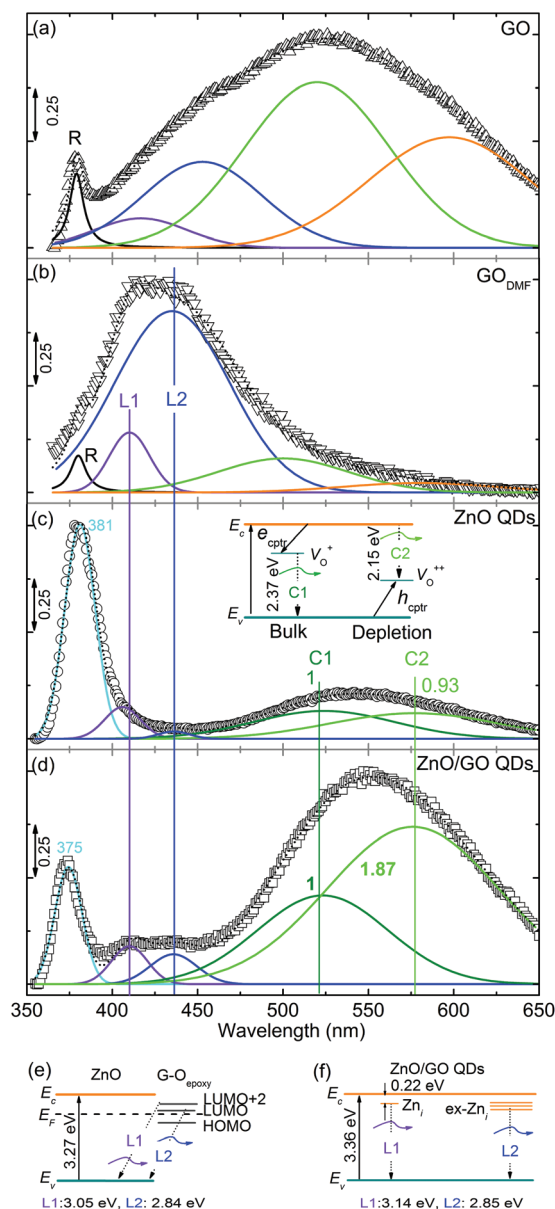 (a) GO
0.25
R
(b) GO_DMF
0.25
L1 L2
R
(c) ZnO QDs
381
0.25
E_c e_cptr V_O^+ 2.37 eV C1 2.15 eV C2 V_O^++ h_cptr
E_v
Bulk Depletion
C1 C2
1 0.93
(d) ZnO/GO QDs
375
0.25
1 1.87
350 400 450 500 550 600 650
Wavelength (nm)
(e) ZnO G-O_epoxy
E_c LUMO+2
E_F LUMO
HOMO
3.27 eV L1 L2
E_v
L1:3.05 eV, L2: 2.84 eV
(f) ZnO/GO QDs
0.22 eV
E_c Zn_i ex-Zn_i
3.36 eV L1 L2
E_v
L1:3.14 eV, L2: 2.85 eV